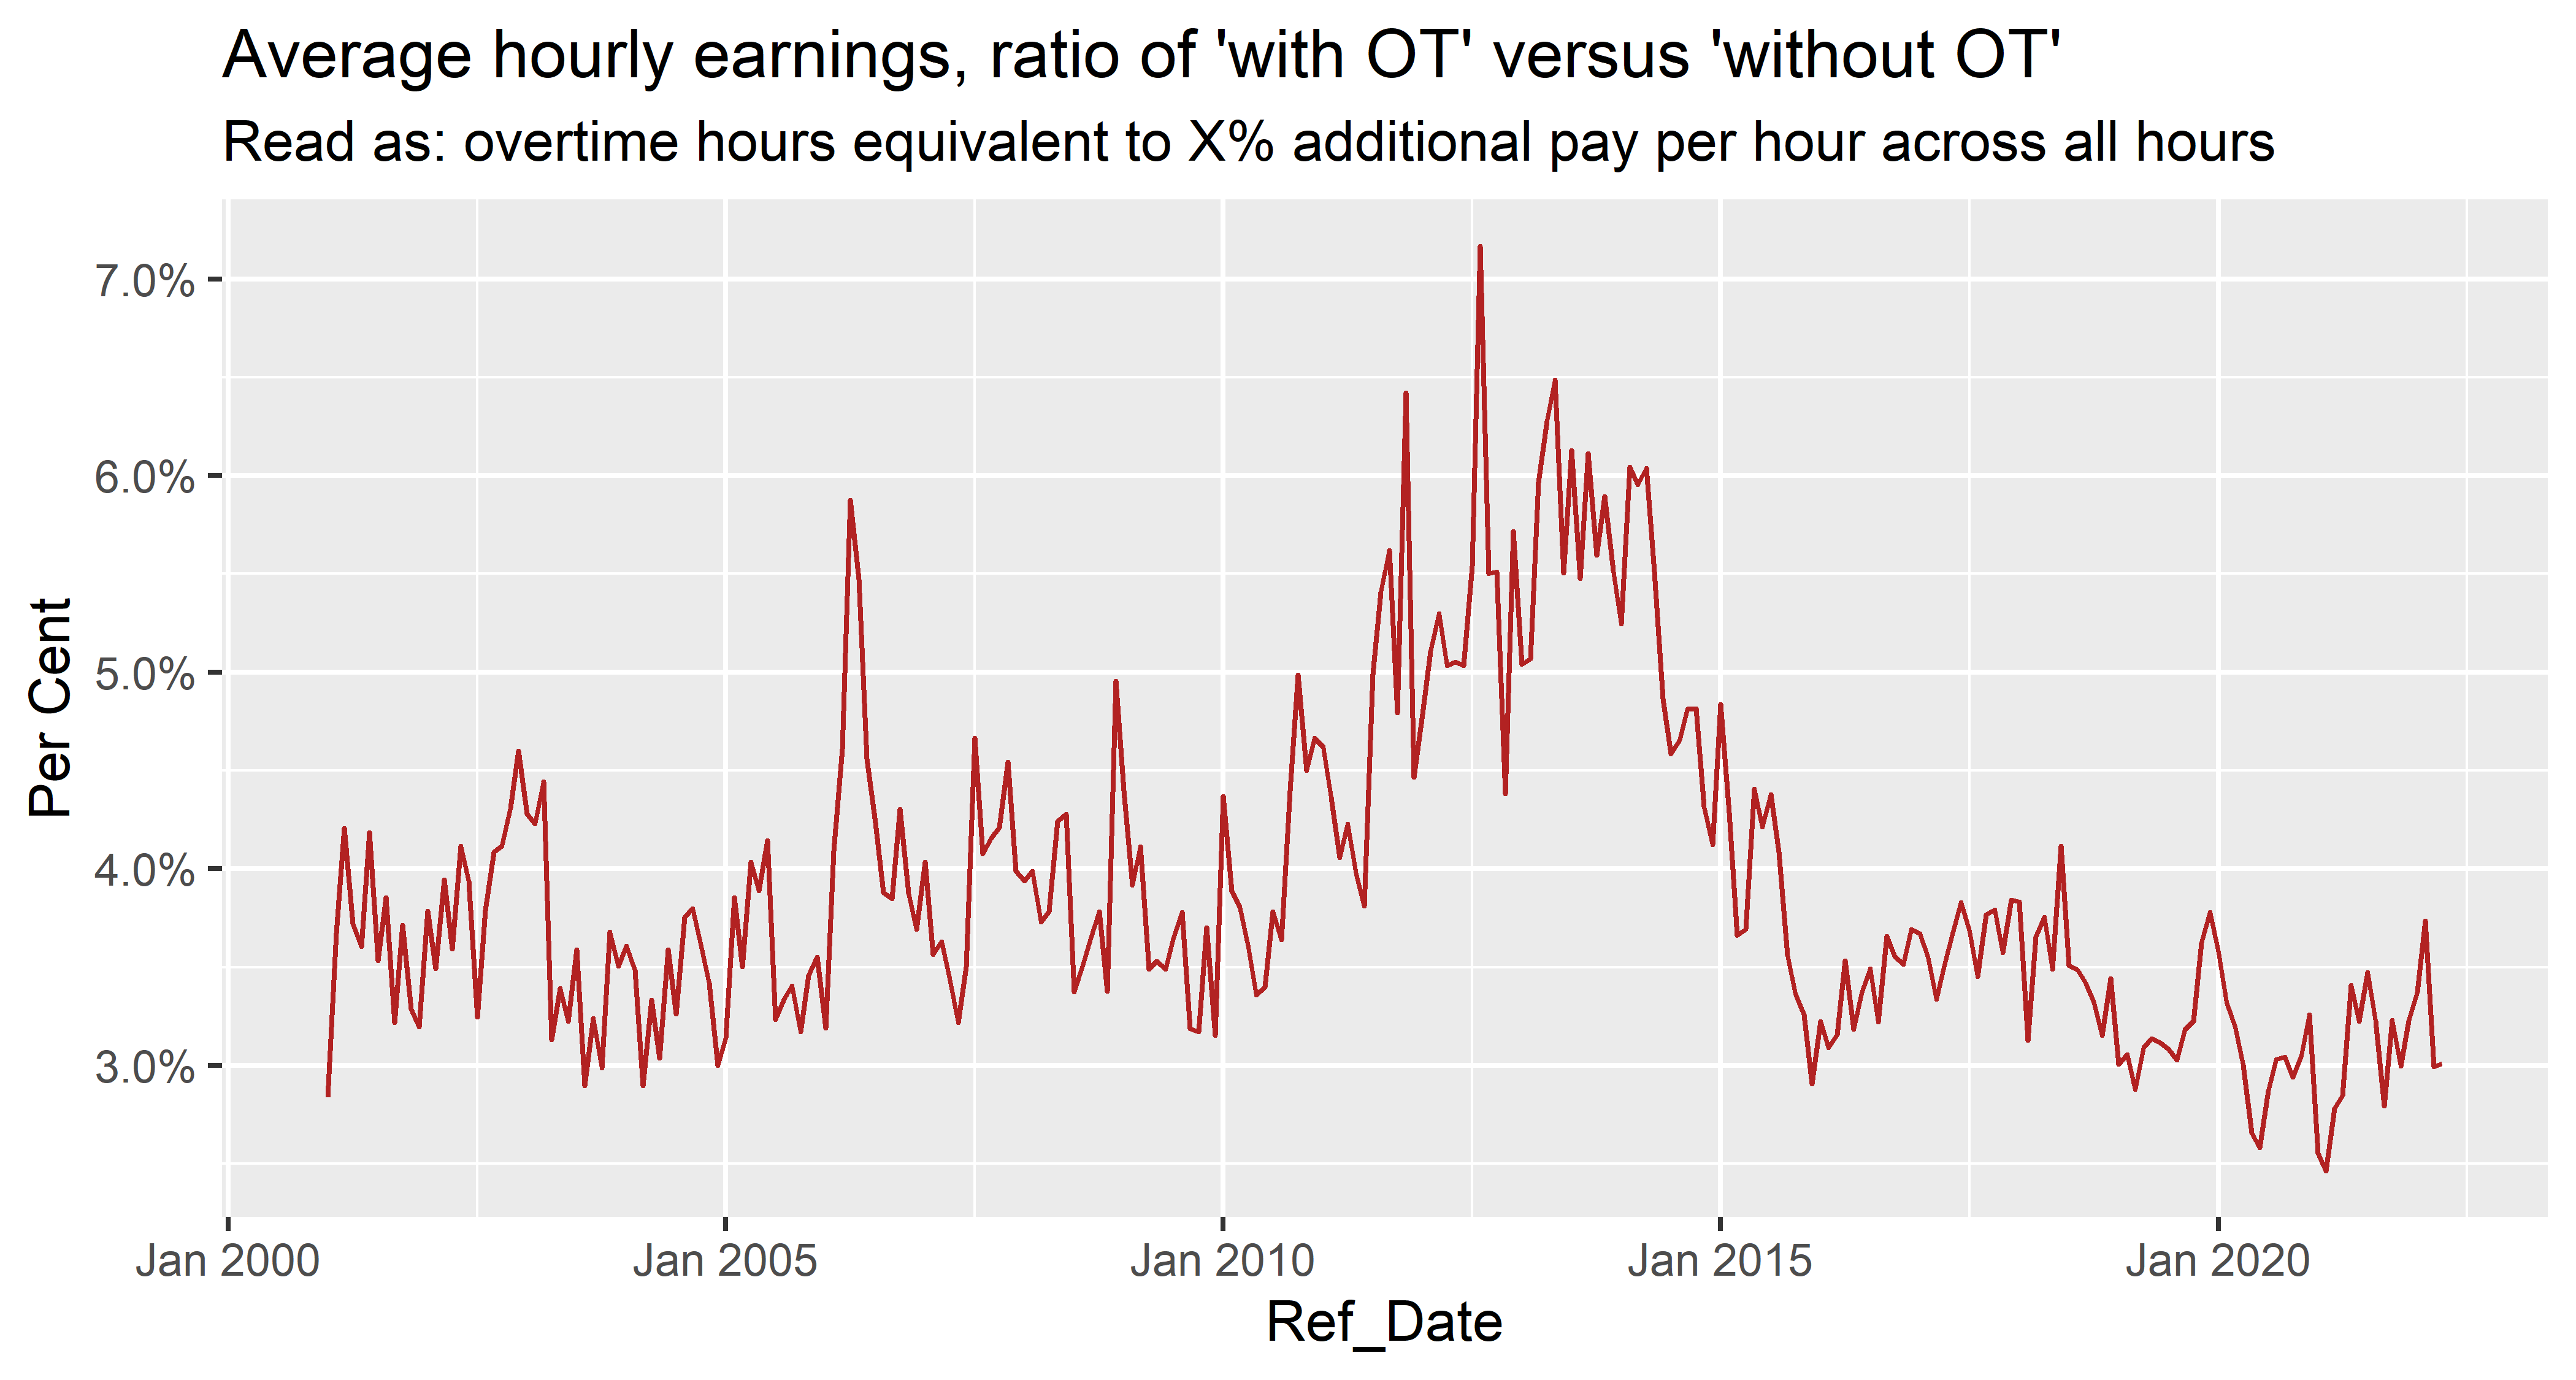 Average hourly earnings, ratio of 'with OT' versus 'without OT'
Read as: overtime hours equivalent to X% additional pay per hour across all hours
Per Cent
7.0%
6.0%
5.0%
4.0%
3.0%
Jan 2000 Jan 2005 Jan 2010 Jan 2015 Jan 2020
Ref_Date